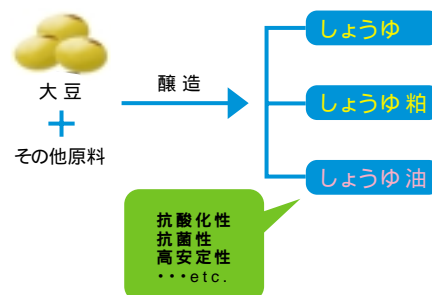 大豆
+
その他原料
醸造
しょうゆ
しょうゆ粕
しょうゆ油
抗酸化性
抗菌性
高安定性
・・・etc.